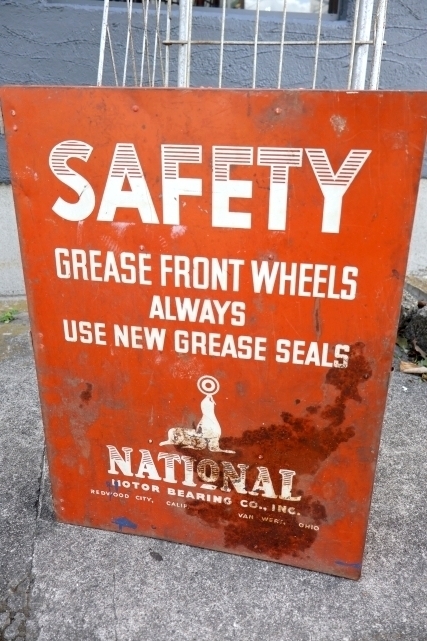 SAFETY
GREASE FRONT WHEELS
ALWAYS
USE NEW GREASE SEALS
NATIONAL
MOTOR BEARING CO., INC.
REDWOOD CITY, CALIF. VAN WERT, OHIO